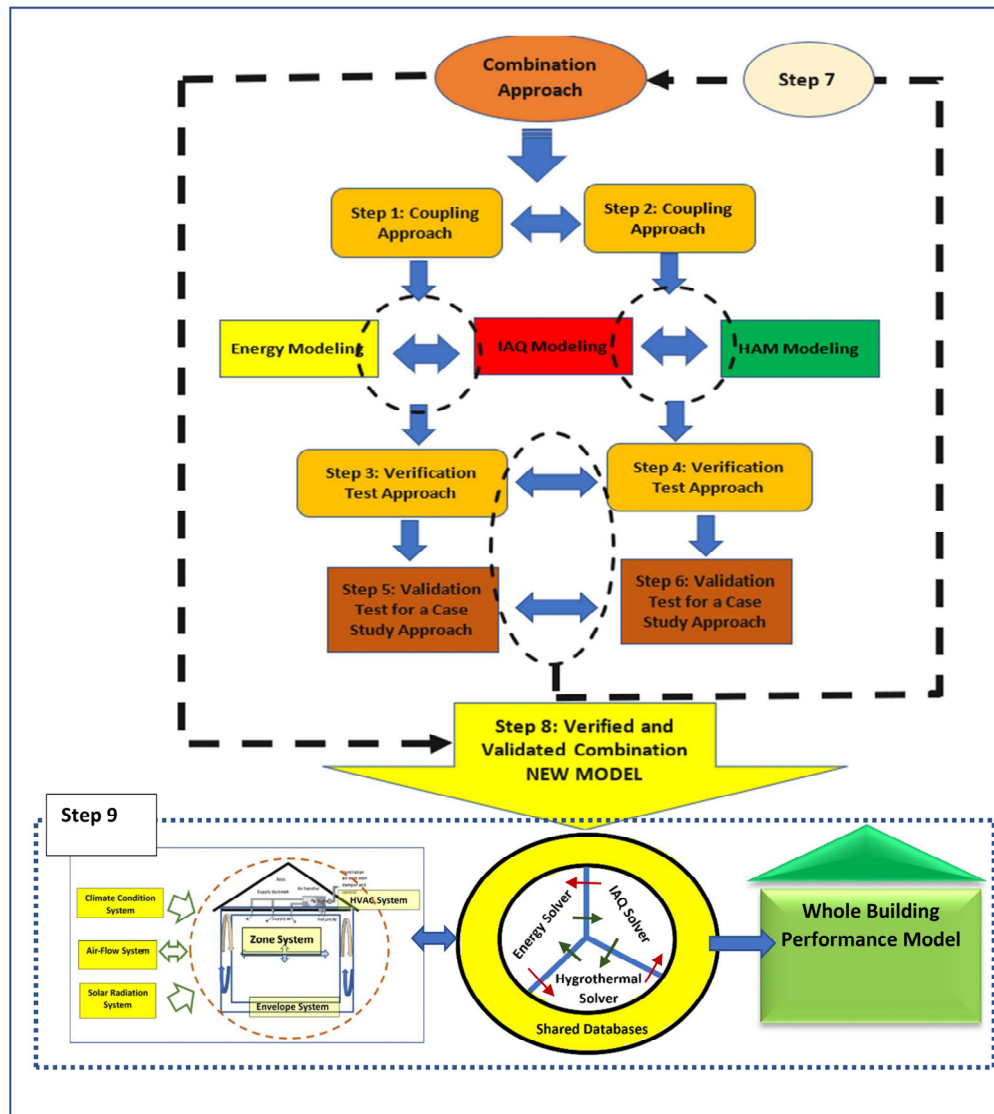 Combination
Approach
Step 7
Step 1: Coupling
Approach
Step 2: Coupling
Approach
Energy Modeling
IAQ Modeling
HAM Modeling
Step 3: Verification
Test Approach
Step 4: Verification
Test Approach
Step 5: Validation
Test for a Case
Study Approach
Step 6: Validation
Test for a Case
Study Approach
Step 8: Verified and
Validated Combination
NEW MODEL
Step 9
Climate Condition
System
Air-Flow System
Solar Radiation
System
Attic
Supply ductwork
Air handler
Ventilation
damper and
HVAC System
Zone System
Envelope System
Energy Solver
IAQ Solver
Hygrothermal
Solver
Shared Databases
Whole Building
Performance Model